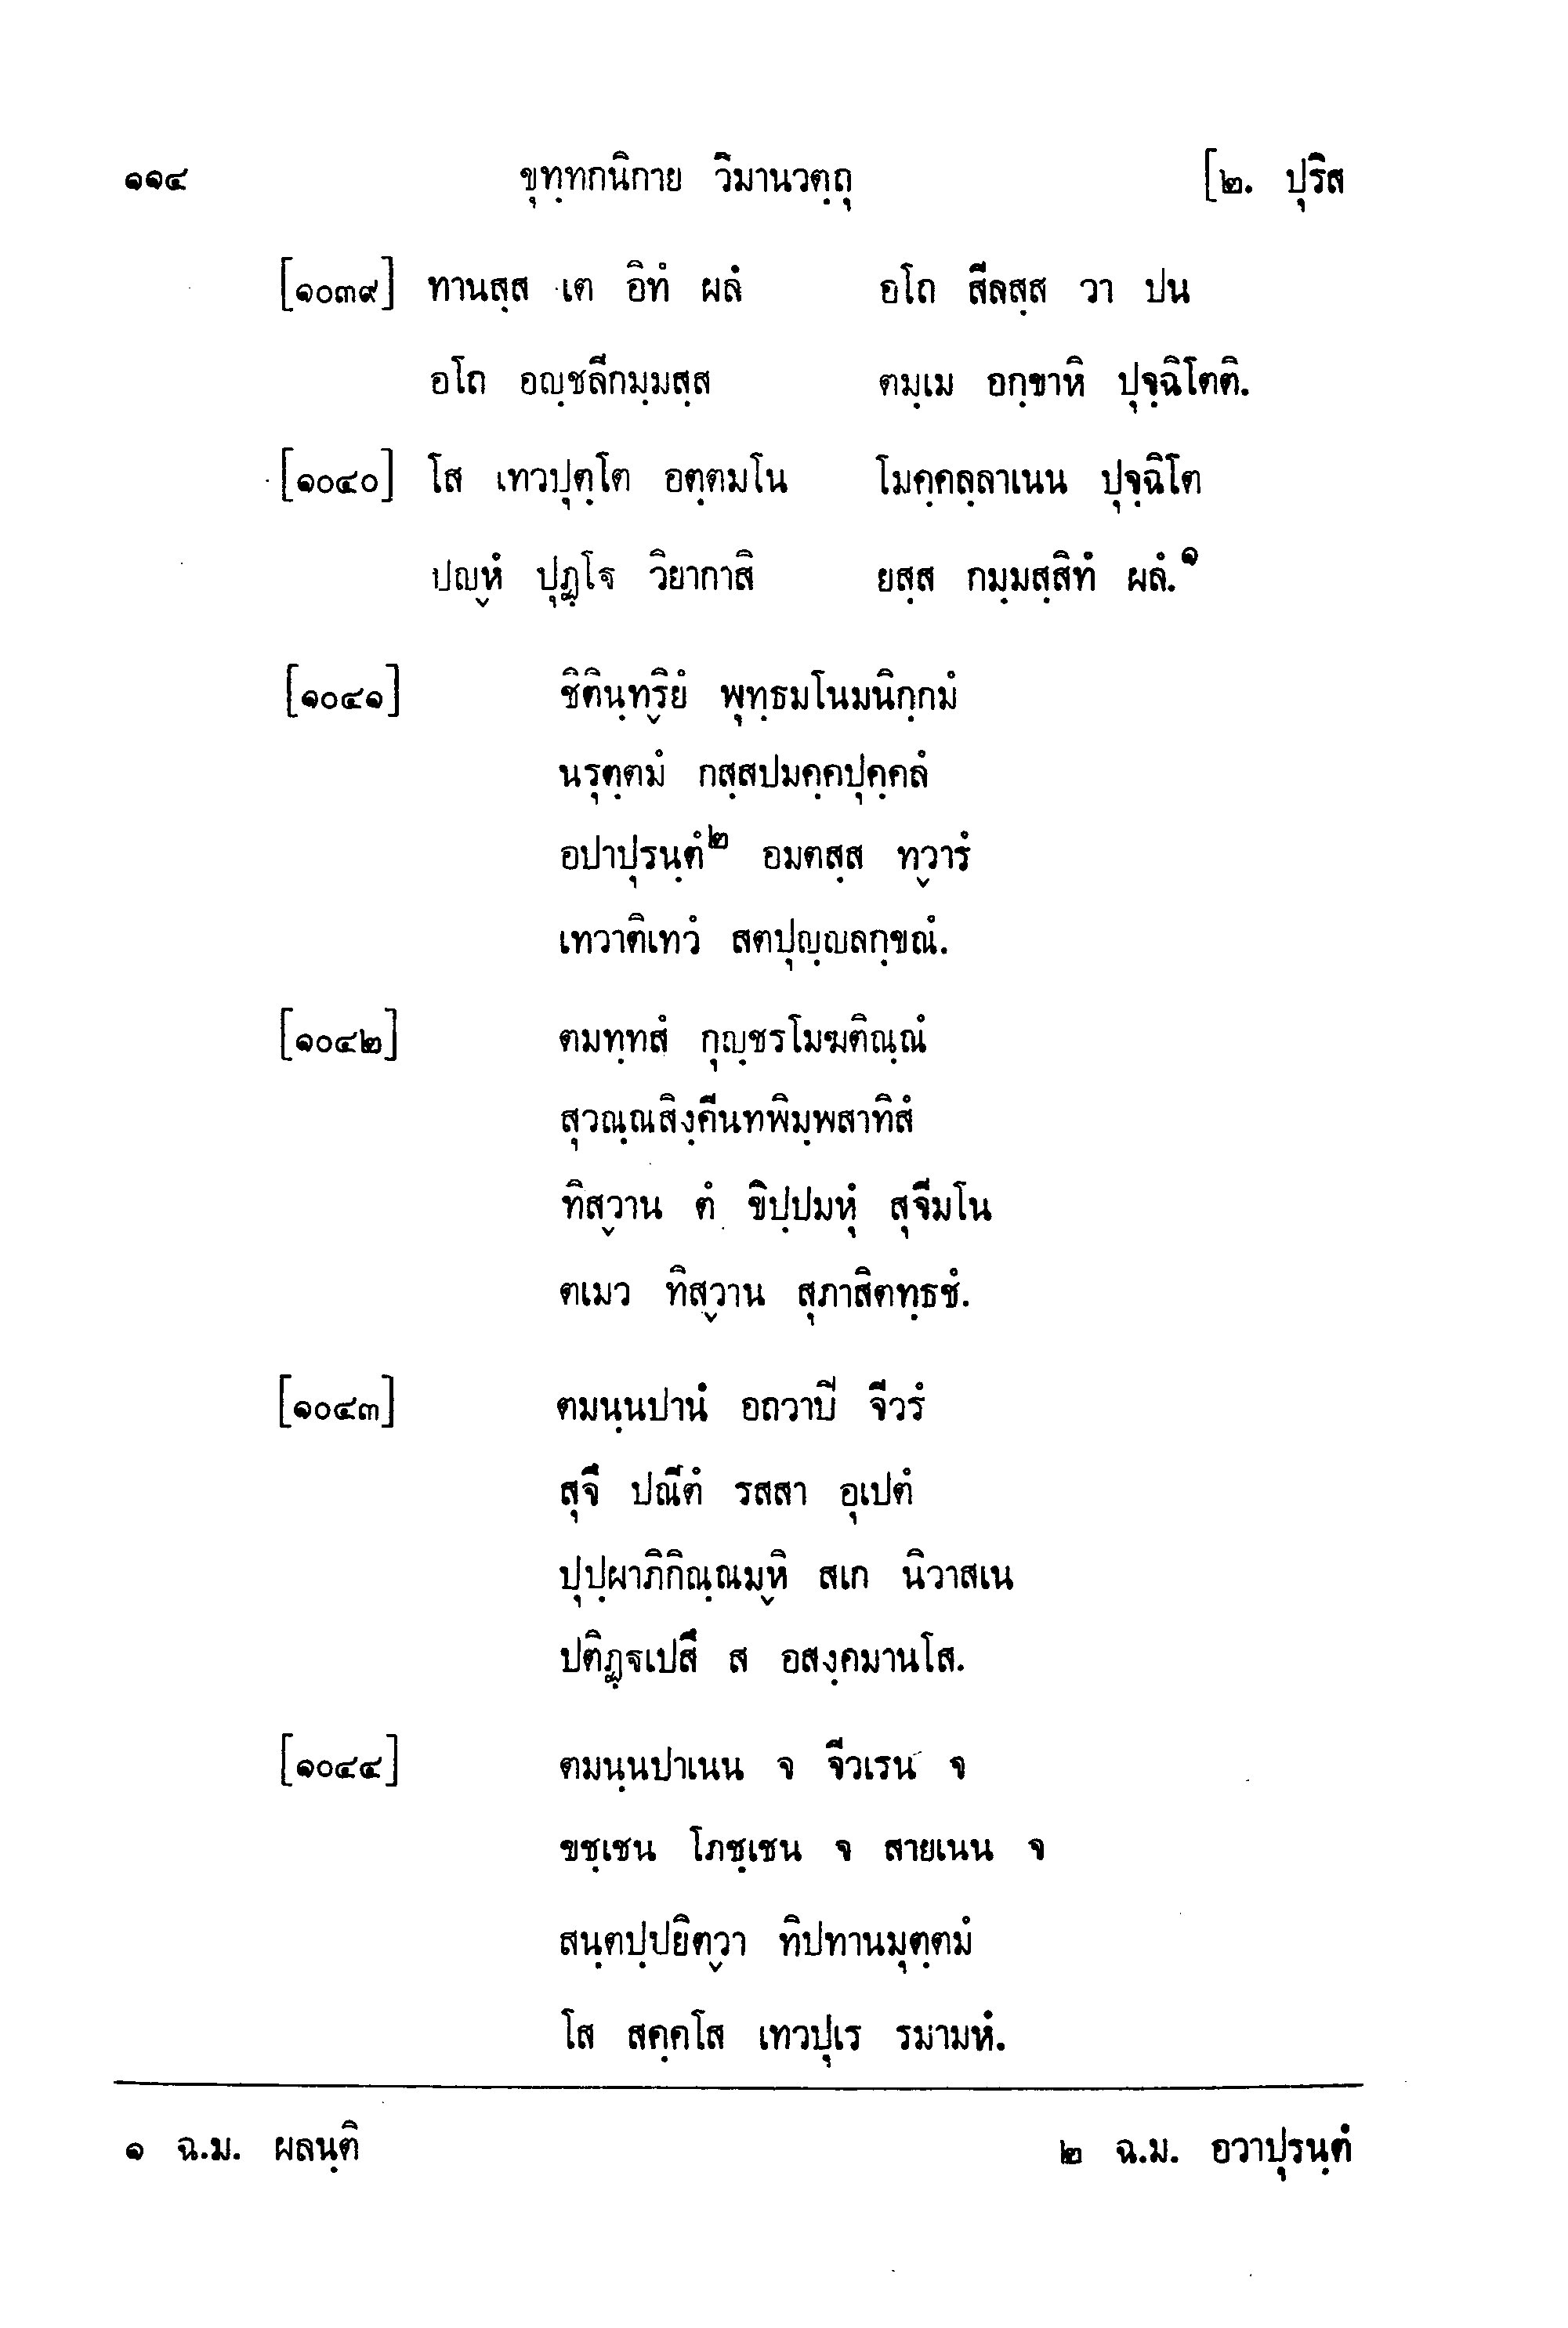 ๑๑๔ ขุทฺทกนิกาย วิมานวตฺถุ [๒. ปุริส
[๑๐๓๙] ทานสฺส เต อิทํ ผลํ อโถ สีลสฺส วา ปน
อโถ อญฺชลีกมฺมสฺส ตมฺเม อกฺขาหิ ปุจฺฉิโตติ.
[๑๐๔๐] โส เทวปุตฺโต อตฺตมโน โมคฺคลฺลาเนน ปุจฺฉิโต
ปญฺหํ ปุฏฺโฐ วิยากาสิ ยสฺส กมฺมสฺสิทํ ผลํ.๑
[๑๐๔๑] ชิตินฺทฺริยํ พุทฺธมโนมนิกฺกมํ
นรุตฺตมํ กสฺสปมคฺคปุคฺคลํ
อปาปุรนฺตํ๒ อมตสฺส ทฺวารํ
เทวาติเทวํ สตปุญฺญลกฺขณํ.
[๑๐๔๒] ตมทฺทสํ กุญฺชรโมฆติณฺณํ
สุวณฺณสิงฺคีนทพิมฺพสาทิสํ
ทิสฺวาน ตํ ขิปฺปมหุํ สุจีมโน
ตเมว ทิสฺวาน สุภาสิตทฺธชํ.
[๑๐๔๓] ตมนฺนปานํ อถวาปิ จีวรํ
สุจึ ปณีตํ รสสา อุเปตํ
ปุปฺผาภิกิณฺณมฺหิ สเก นิวาสเน
ปติฏฺฐเปสึ ส อสงฺคมานโส.
[๑๐๔๔] ตมนฺนปาเนน จ จีวเรน จ
ขชฺเชน โภชฺเชน จ สายเนน จ
สนฺตปฺปยิตฺวา ทิปทานมุตฺตมํ
โส สคฺคโส เทวปุเร รมามหํ.
๑ ฉ.ม. ผลนฺติ ๒ ฉ.ม. อวาปุรนฺตํ